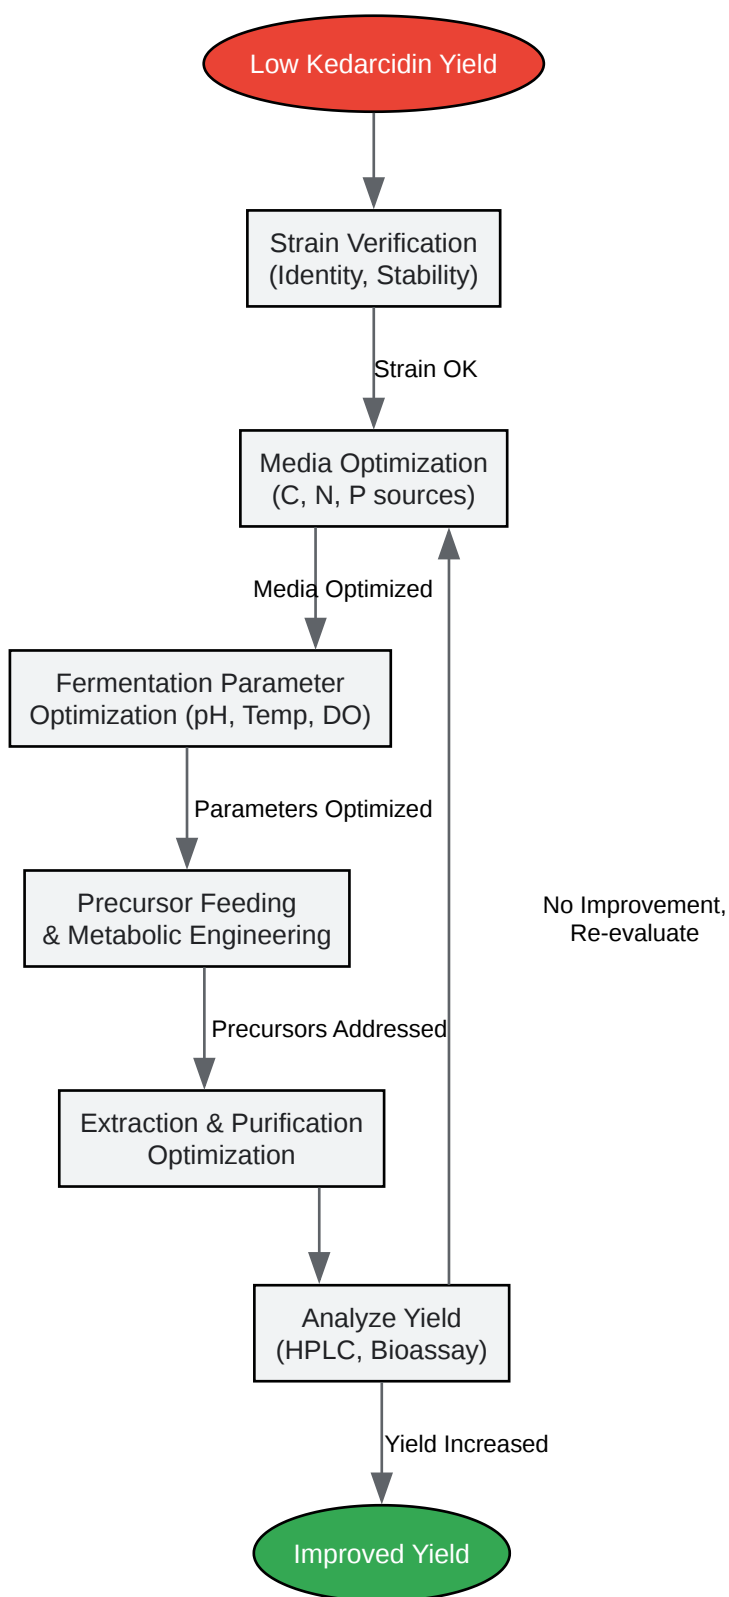 Low Kedarcidin Yield
Strain Verification
(Identity, Stability)
Strain OK
Media Optimization
(C, N, P sources)
Media Optimized
Fermentation Parameter
Optimization (pH, Temp, DO)
Parameters Optimized
Precursor Feeding
& Metabolic Engineering
No Improvement,
Re-evaluate
Precursors Addressed
Extraction & Purification
Optimization
Analyze Yield
(HPLC, Bioassay)
Yield Increased
Improved Yield